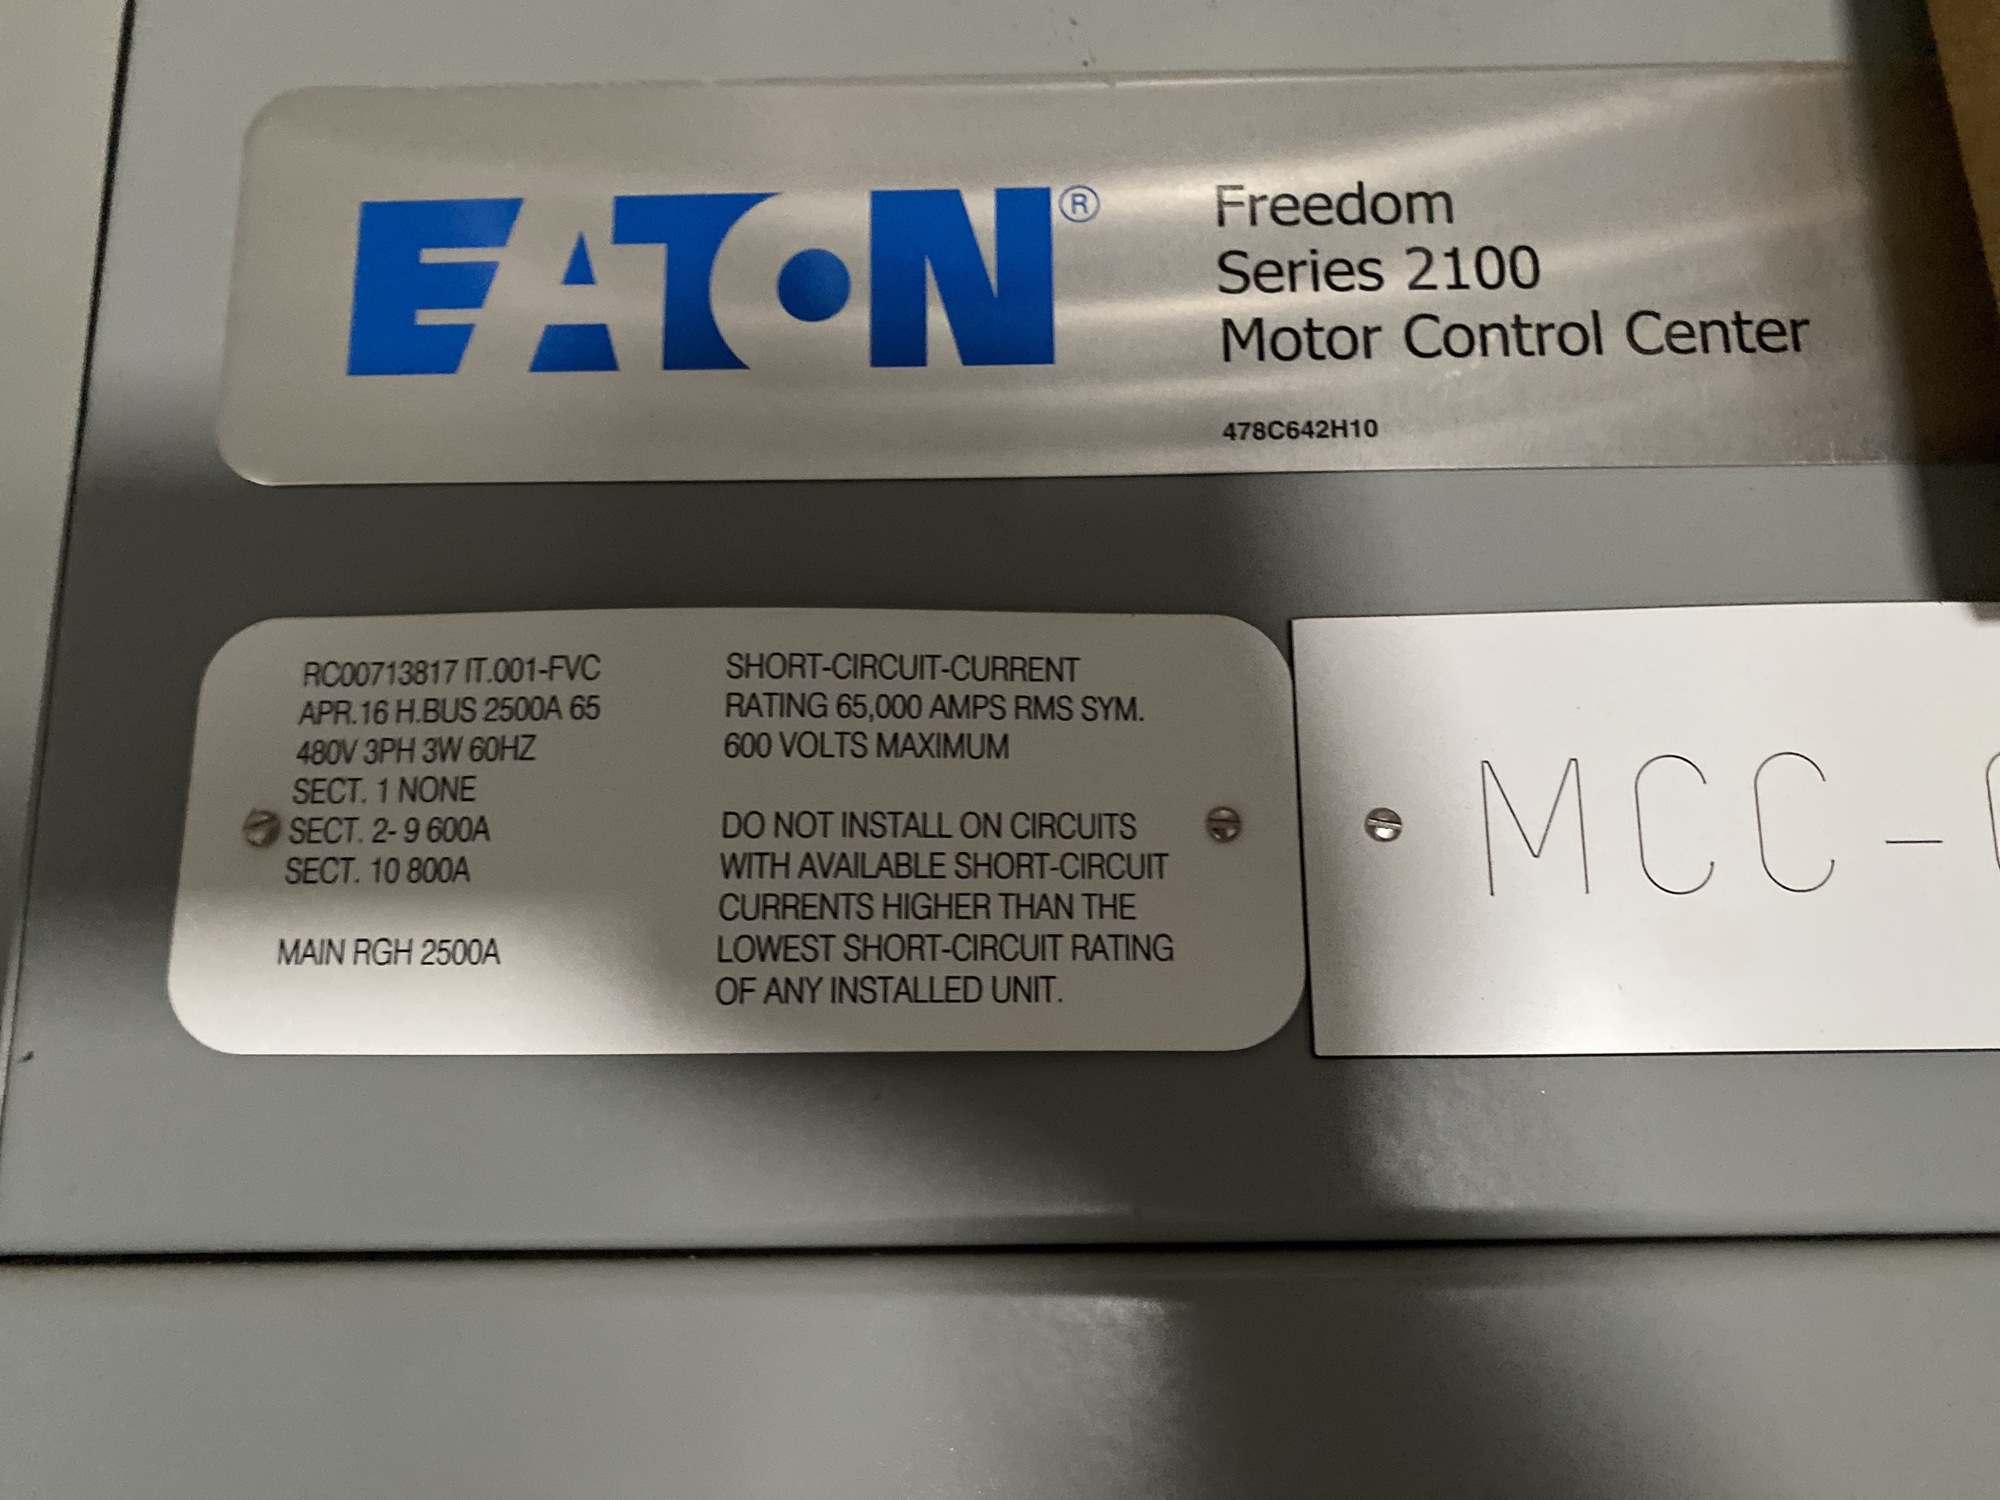 EATON®
Freedom
Series 2100
Motor Control Center
478C642H10
RC00713817 IT.001-FVC
APR.16 H.BUS 2500A 65
480V 3PH 3W 60HZ
SECT. 1 NONE
SECT. 2- 9 600A
SECT. 10 800A
MAIN RGH 2500A
SHORT-CIRCUIT-CURRENT
RATING 65,000 AMPS RMS SYM.
600 VOLTS MAXIMUM
DO NOT INSTALL ON CIRCUITS
WITH AVAILABLE SHORT-CIRCUIT
CURRENTS HIGHER THAN THE
LOWEST SHORT-CIRCUIT RATING
OF ANY INSTALLED UNIT.
MCC-